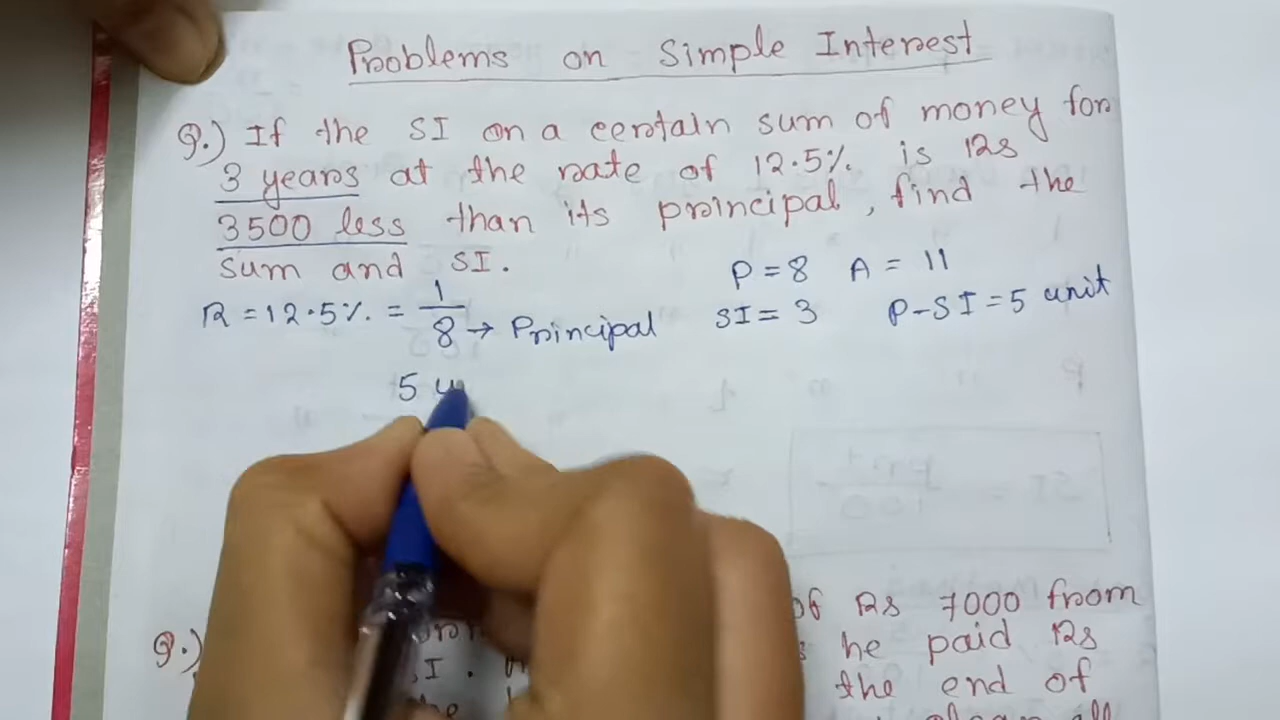 Problems on Simple Interest
Q.) If the SI on a certain sum of money for
3 years at the rate of 12.5% is Rs
3500 less than its principal, find the
sum and SI.
P = 8 A = 11
R = 12.5% = 1/8 → Principal SI = 3 P-SI = 5 unit
5
Q.) of Rs 7000 from
SI. he paid Rs
the end of